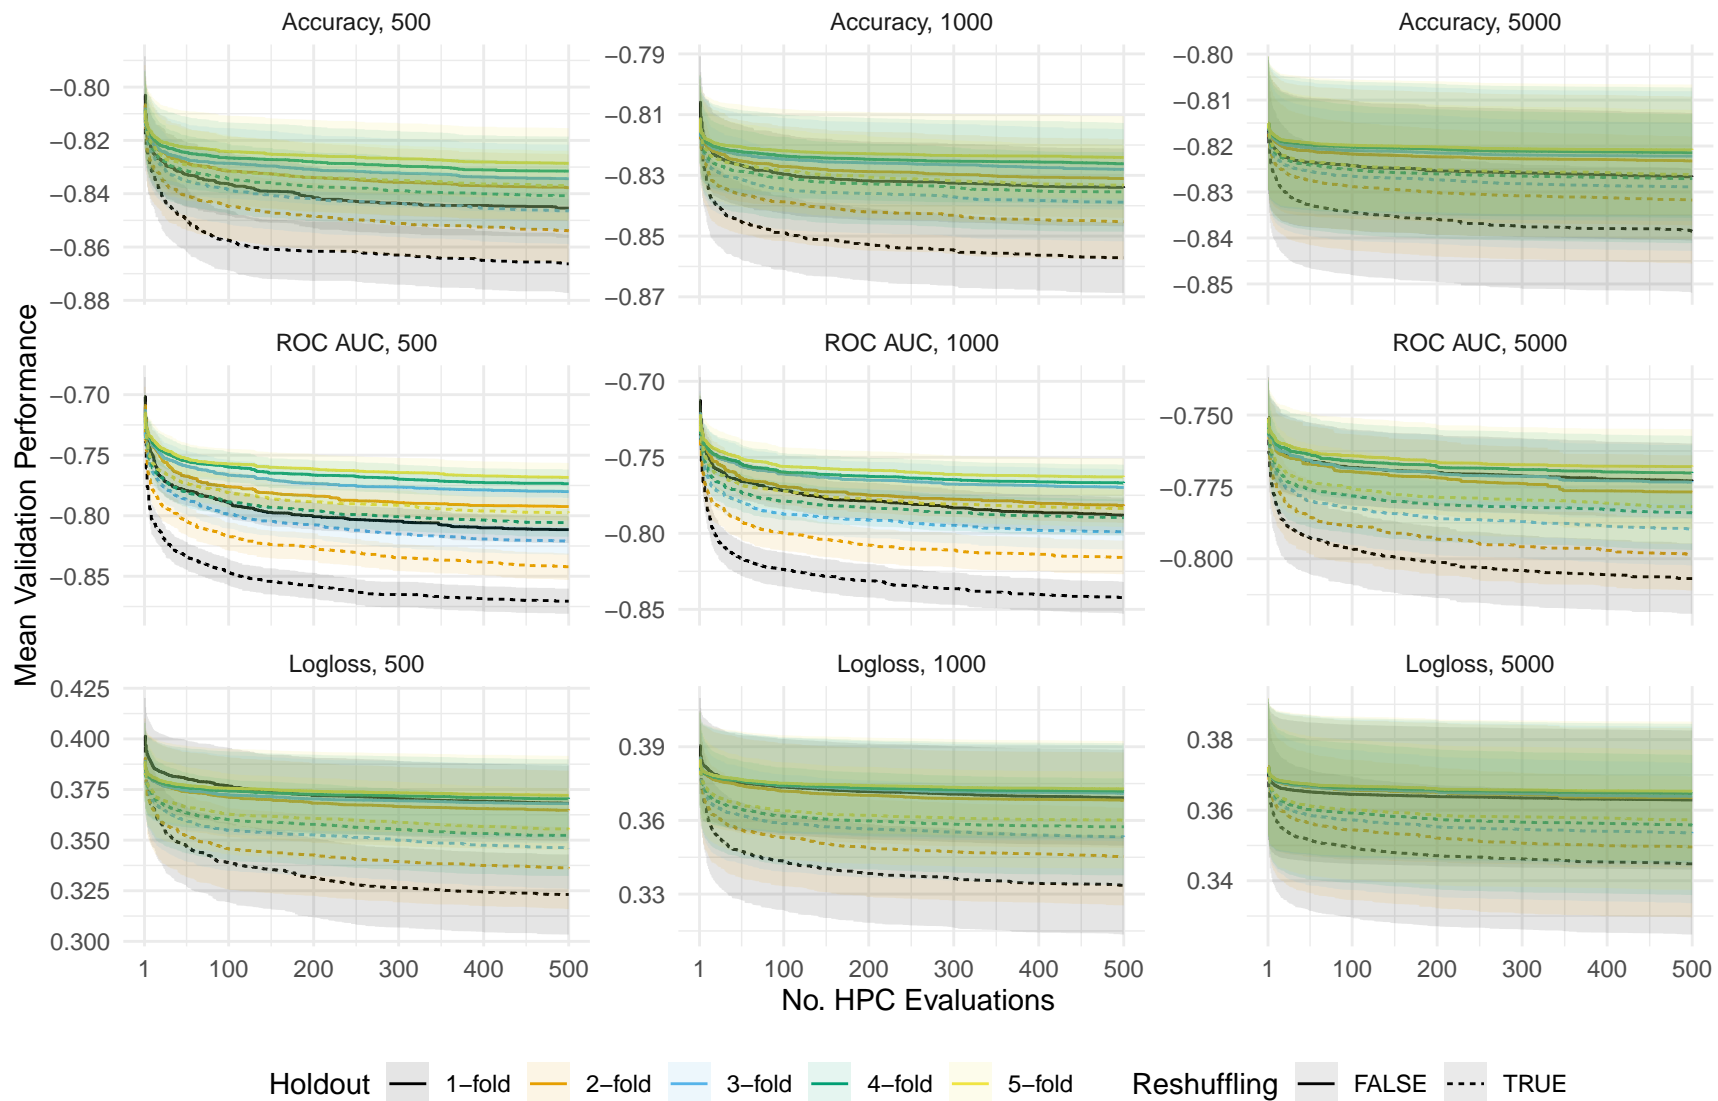 Accuracy, 500
Accuracy, 1000
Accuracy, 5000
−0.80
−0.82
−0.84
−0.86
−0.88
−0.79
−0.81
−0.83
−0.85
−0.87
−0.80
−0.81
−0.82
−0.83
−0.84
−0.85
ROC AUC, 500
ROC AUC, 1000
ROC AUC, 5000
−0.70
−0.75
−0.80
−0.85
−0.70
−0.75
−0.80
−0.85
−0.750
−0.775
−0.800
Logloss, 500
Logloss, 1000
Logloss, 5000
0.425
0.400
0.375
0.350
0.325
0.300
0.39
0.36
0.33
0.38
0.36
0.34
1 100 200 300 400 500
1 100 200 300 400 500
1 100 200 300 400 500
Mean Validation Performance
No. HPC Evaluations
Holdout 1−fold 2−fold 3−fold 4−fold 5−fold Reshuffling FALSE TRUE